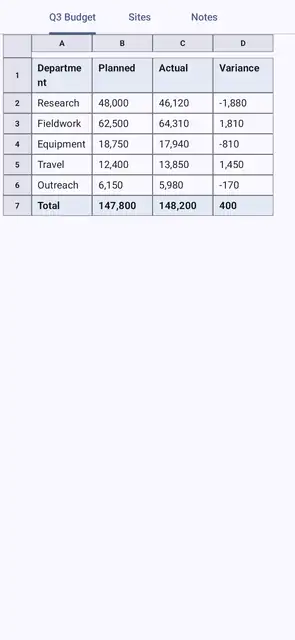 Q3 Budget Sites Notes
A B C D
1 Departme
nt Planned Actual Variance
2 Research 48,000 46,120 -1,880
3 Fieldwork 62,500 64,310 1,810
4 Equipment 18,750 17,940 -810
5 Travel 12,400 13,850 1,450
6 Outreach 6,150 5,980 -170
7 Total 147,800 148,200 400